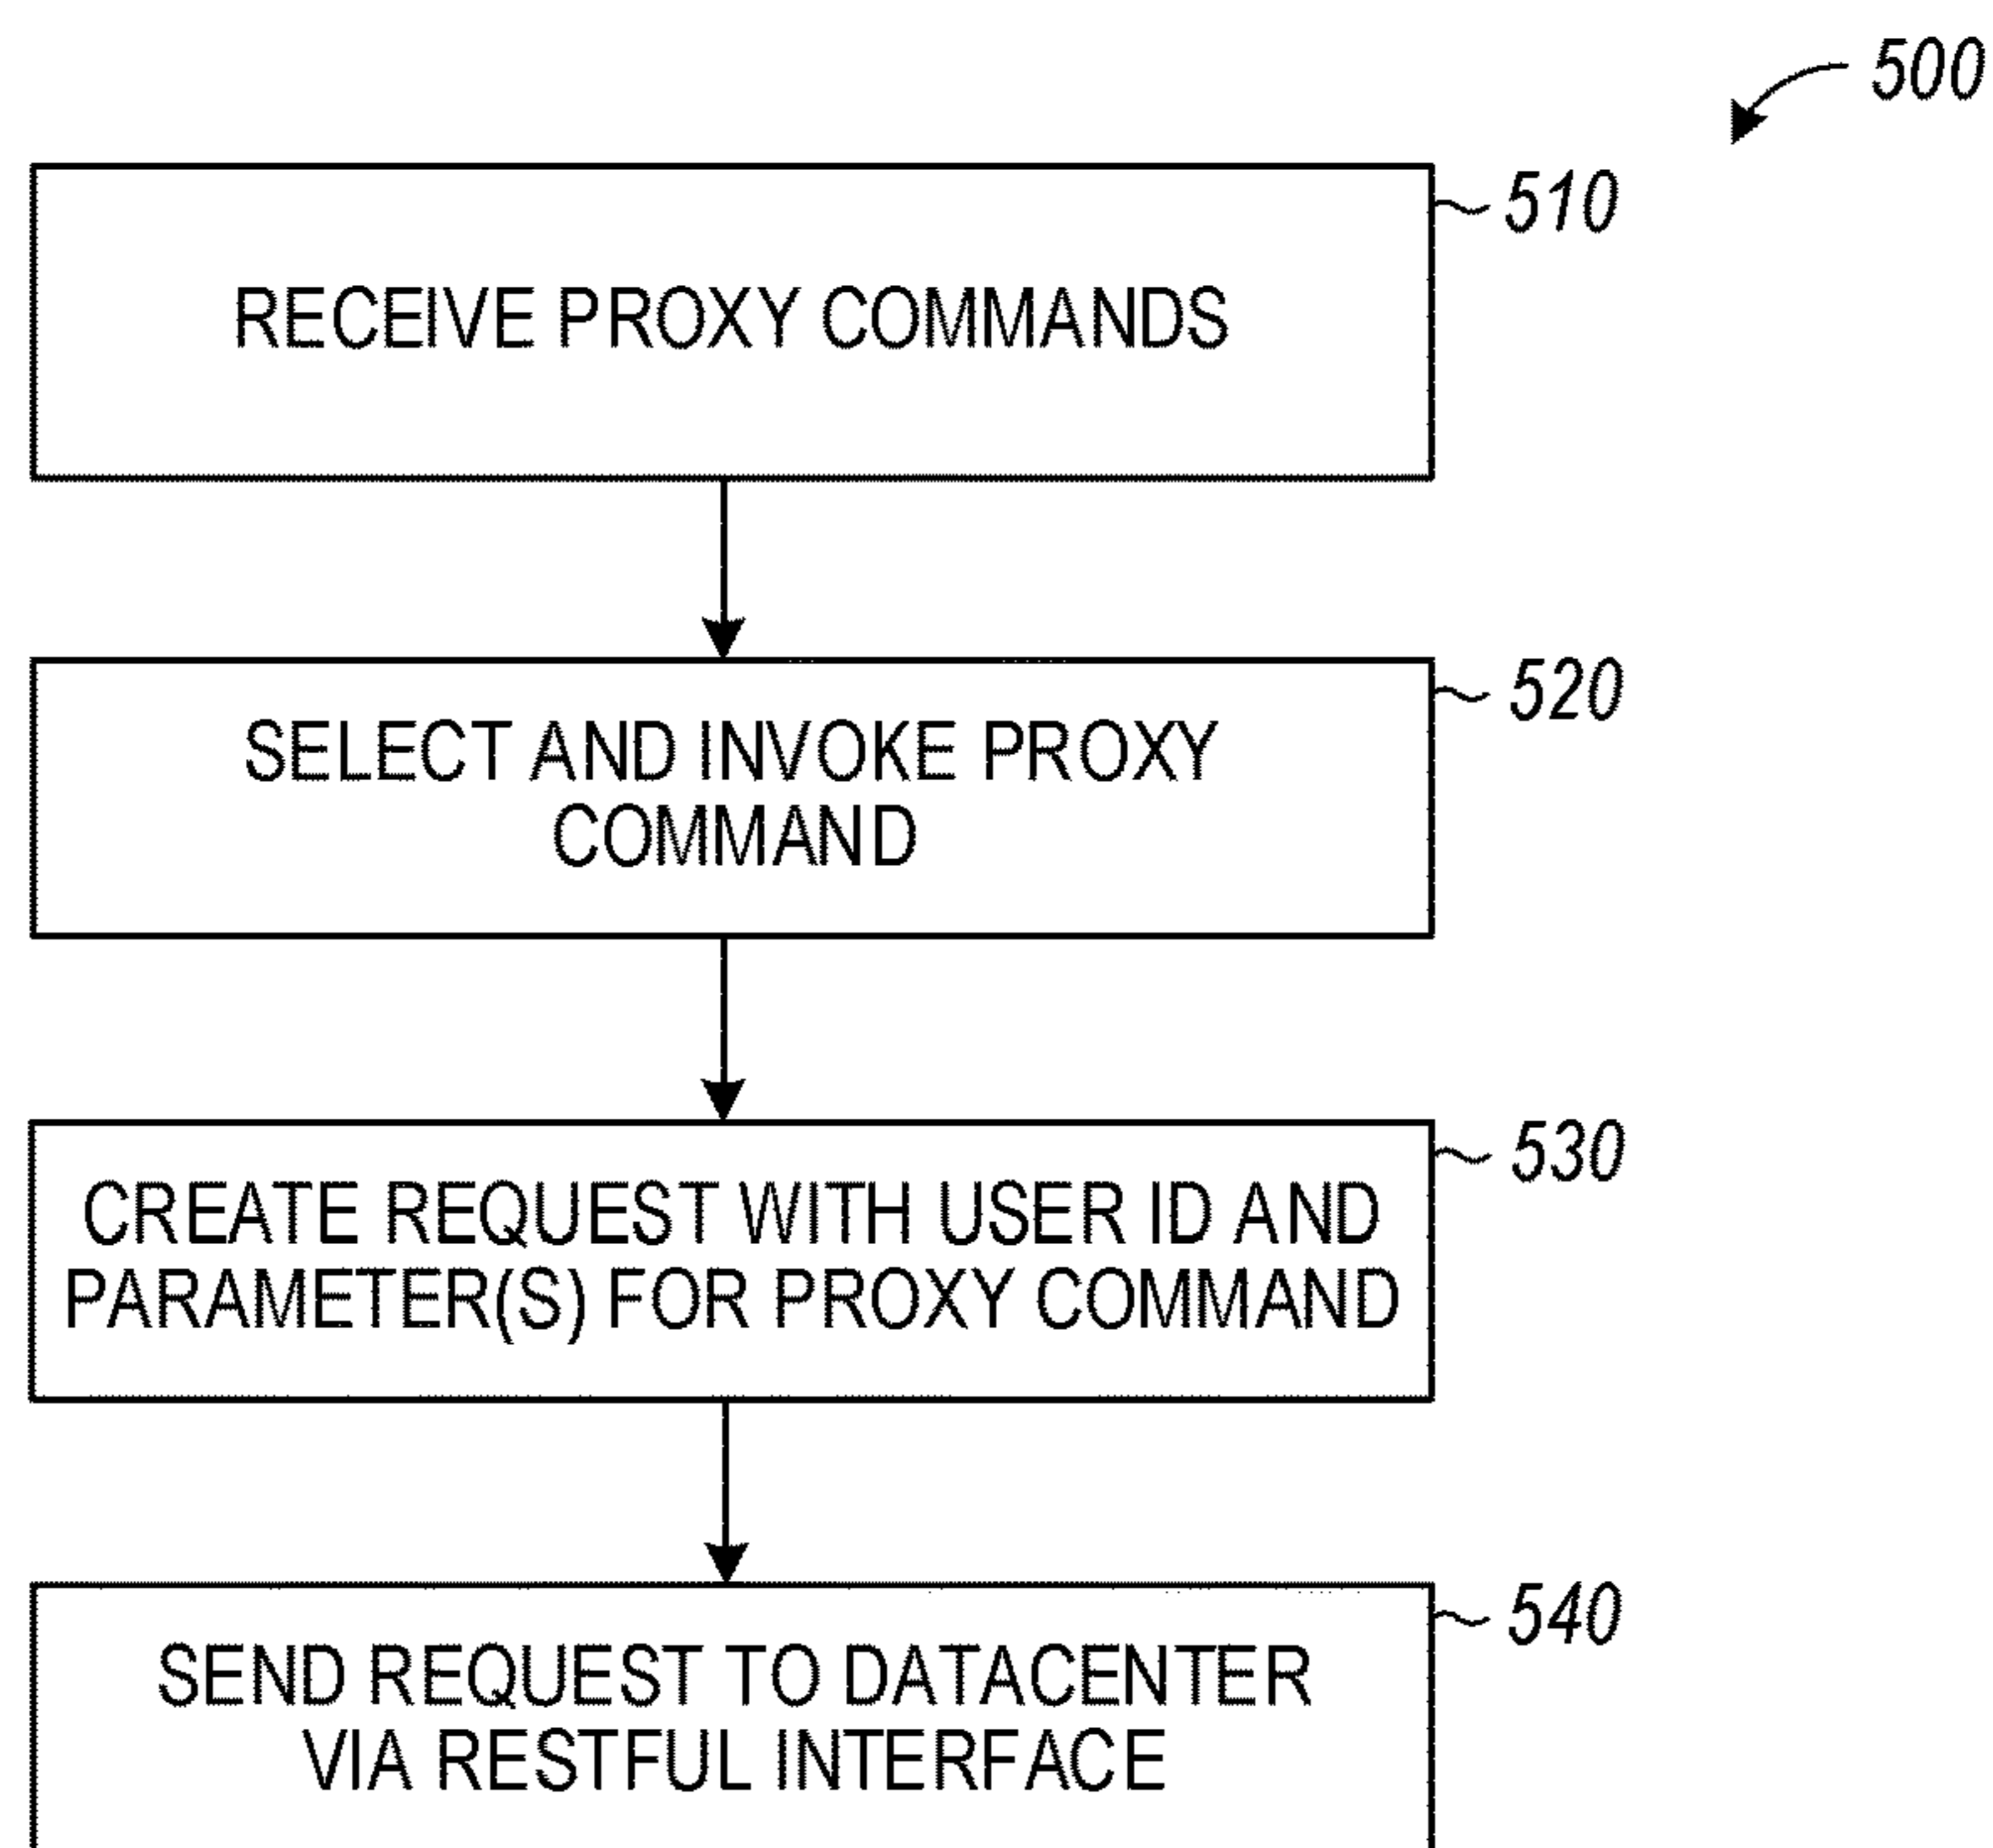 500
510
RECEIVE PROXY COMMANDS
520
SELECT AND INVOKE PROXY
COMMAND
530
CREATE REQUEST WITH USER ID AND
PARAMETER(S) FOR PROXY COMMAND
540
SEND REQUEST TO DATACENTER
VIA RESTFUL INTERFACE